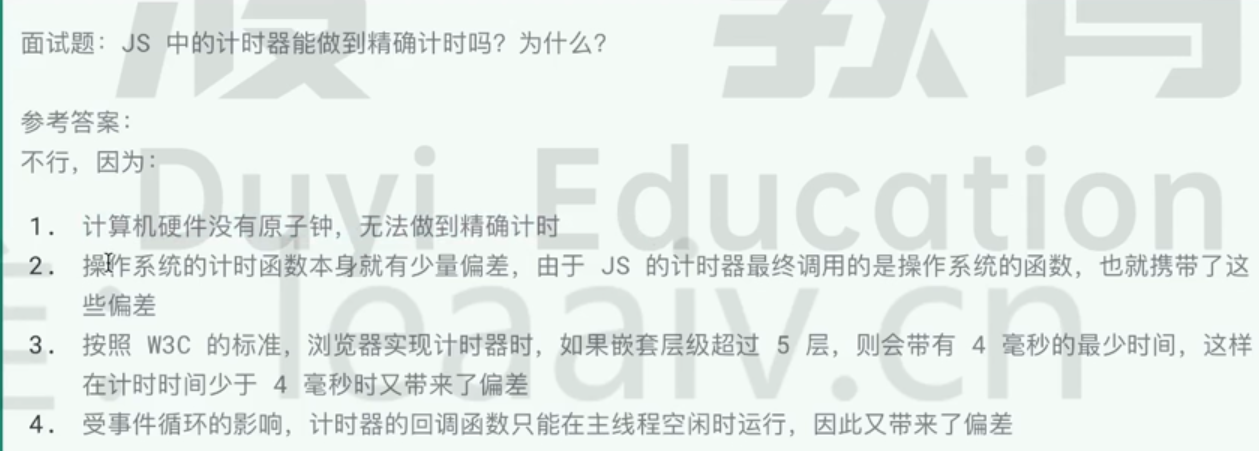 面试题：JS 中的计时器能做到精确计时吗？为什么？
参考答案：
不行，因为：
1. 计算机硬件没有原子钟，无法做到精确计时
2. 操作系统的计时函数本身就有少量偏差，由于 JS 的计时器最终调用的是操作系统的函数，也就携带了这
些偏差
3. 按照 W3C 的标准，浏览器实现计时器时，如果嵌套层级超过 5 层，则会带有 4 毫秒的最少时间，这样
在计时时间少于 4 毫秒时又带来了偏差
4. 受事件循环的影响，计时器的回调函数只能在主线程空闲时运行，因此又带来了偏差
教育
Duyi Education